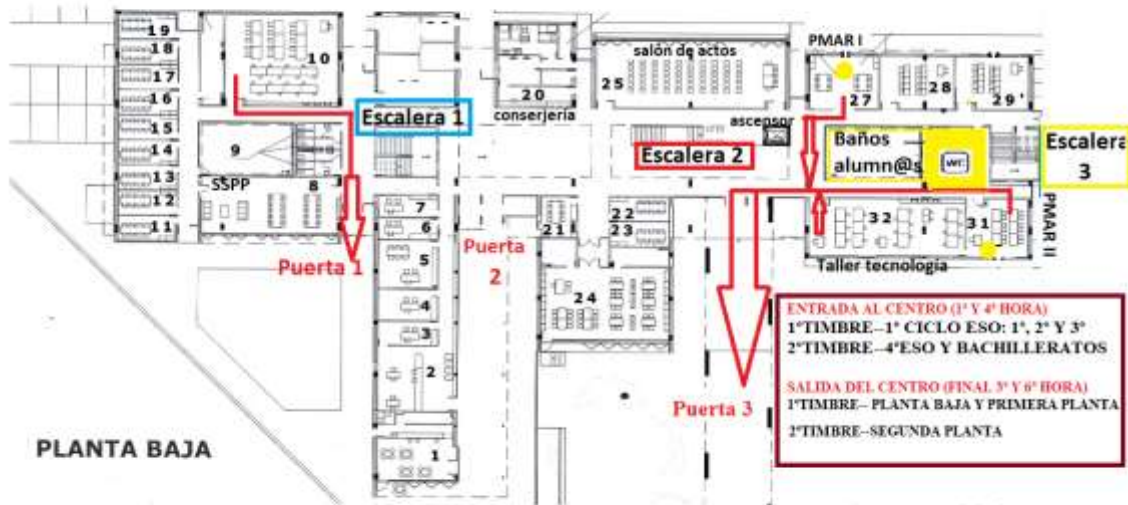 19
18
17
16
15
14
13
12
11
10
9
SSPP
8
Escalera 1
20
conserjería
salón de actos
25
ascensor
Escalera 2
PMAR I
27
28
29'
Baños
alumn@s
WC
Escalera
3
PMAR II
7
6
5
4
3
2
1
Puerta 1
Puerta
2
21
22
23
24
32
31
Taller tecnología
Puerta 3
ENTRADA AL CENTRO (1ª Y 4ª HORA)
1ºTIMBRE--1º CICLO ESO: 1º, 2º Y 3º
2ºTIMBRE--4ºESO Y BACHILLERATOS
SALIDA DEL CENTRO (FINAL 3ª Y 6ª HORA)
1ºTIMBRE-- PLANTA BAJA Y PRIMERA PLANTA
2ºTIMBRE--SEGUNDA PLANTA
PLANTA BAJA